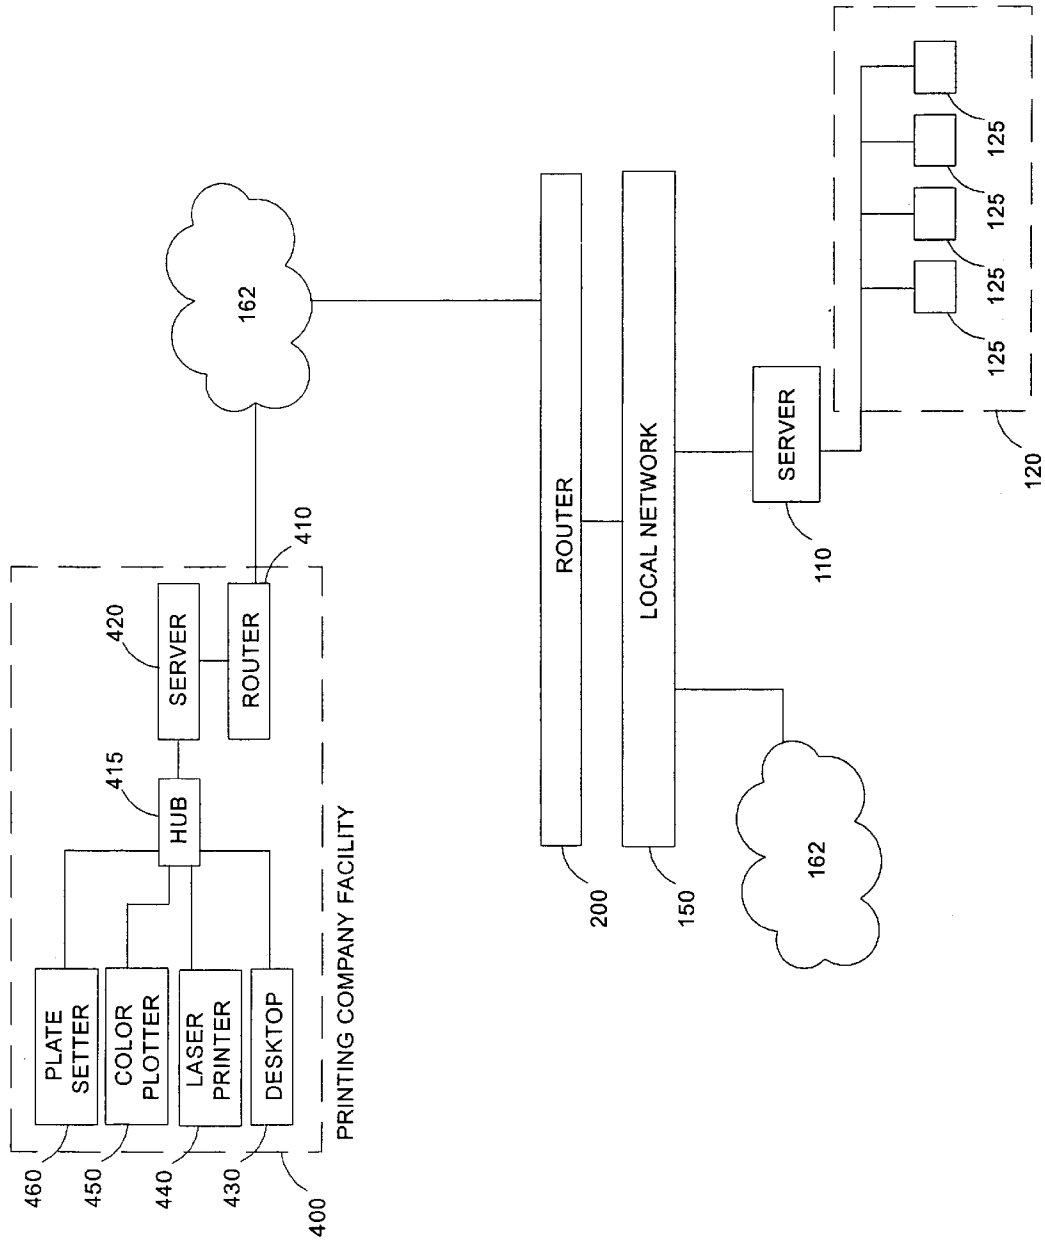 460
PLATE
SETTER
450
COLOR
PLOTTER
440
LASER
PRINTER
430
DESKTOP
400
415
HUB
420
SERVER
ROUTER
410
PRINTING COMPANY FACILITY
162
ROUTER
200
LOCAL NETWORK
150
SERVER
110
162
125
125
125
125
120